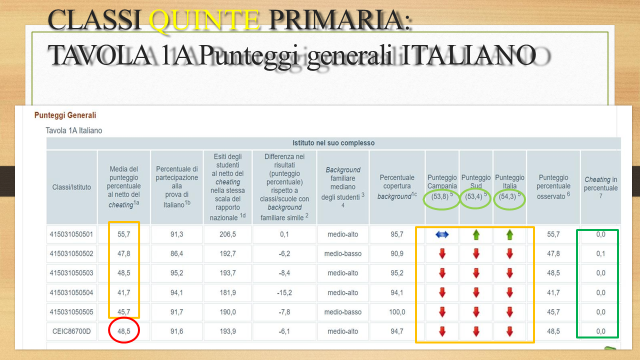 CLASSI QUINTE PRIMARIA:
TAVOLA 1A Punteggi generali ITALIANO
Punteggi Generali
Tavola 1A Italiano
Istituto nel suo complesso
Classi/Istituto
Media del punteggio percentuale al netto del cheating 1a
Percentuale di partecipazione alla prova di Italiano 1b
Esiti degli studenti al netto del cheating nella stessa scala del rapporto nazionale 1d
Differenza nei risultati (punteggio percentuale) rispetto a classi/scuole con background familiare simile 2
Background familiare mediano degli studenti 3 4
Percentuale copertura background
Punteggio Campania (53,8) 5
Punteggio Sud (53,4) 5
Punteggio Italia (54,3) 5
Punteggio percentuale osservato 6
Cheating in percentuale 7
415031050501 55,7 91,3 206,5 0,1 medio-alto 95,7 55,7 0,0
415031050502 47,8 86,4 192,7 -6,2 medio-basso 90,9 47,8 0,1
415031050503 48,5 95,2 193,7 -8,4 medio-alto 95,2 48,5 0,0
415031050504 41,7 94,1 181,9 -15,2 medio-alto 94,1 41,7 0,0
415031050505 45,7 91,7 190,0 -7,8 medio-basso 100,0 45,7 0,0
CEIC86700D 48,5 91,6 193,9 -6,1 medio-alto 94,7 48,5 0,0